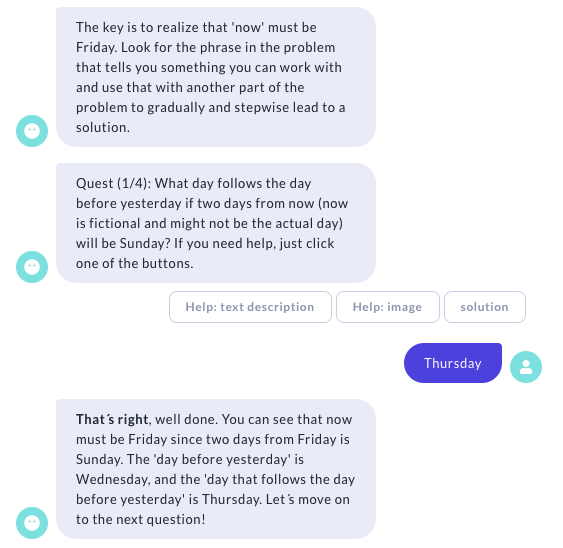 The key is to realize that 'now' must be
Friday. Look for the phrase in the problem
that tells you something you can work with
and use that with another part of the
problem to gradually and stepwise lead to a
solution.
Quest (1/4): What day follows the day
before yesterday if two days from now (now
is fictional and might not be the actual day)
will be Sunday? If you need help, just click
one of the buttons.
Help: text description
Help: image
solution
Thursday
That´s right, well done. You can see that now
must be Friday since two days from Friday is
Sunday. The 'day before yesterday' is
Wednesday, and the 'day that follows the day
before yesterday' is Thursday. Let´s move on
to the next question!